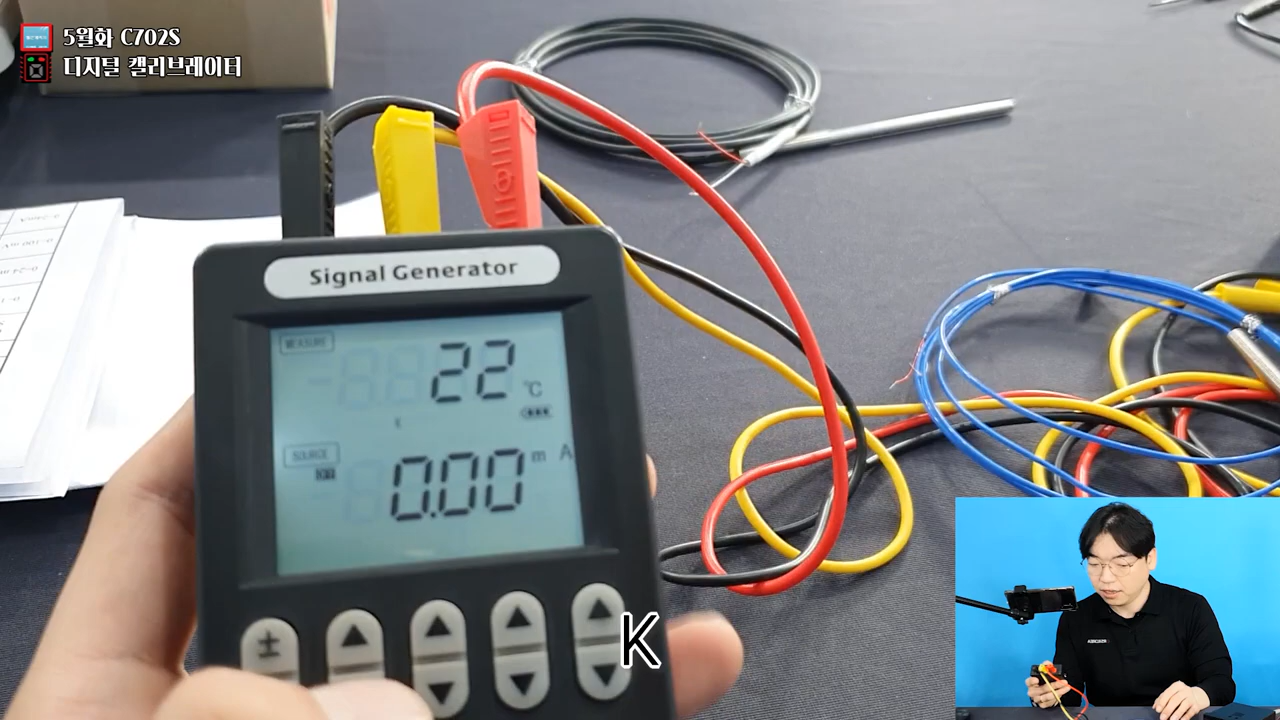 5월화 C702S
디지털 캘리브레이터
Signal Generator
MEASURE
22 °C
K
SOURCE
0.00 m A
K